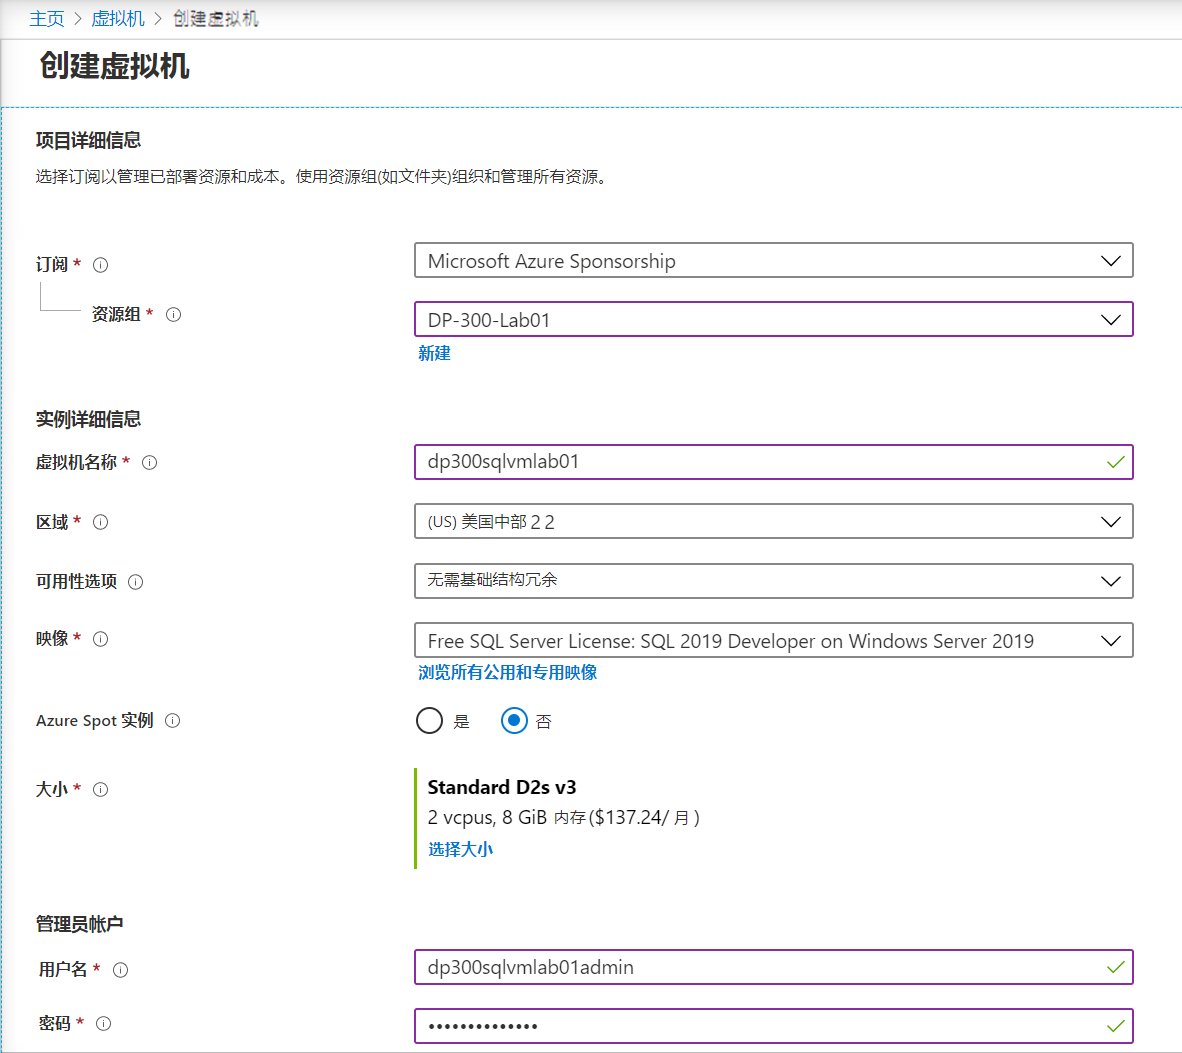 主页 > 虚拟机 > 创建虚拟机
创建虚拟机
项目详细信息
选择订阅以管理已部署资源和成本。使用资源组(如文件夹)组织和管理所有资源。
订阅 * Microsoft Azure Sponsorship
资源组 * DP-300-Lab01
新建
实例详细信息
虚拟机名称 * dp300sqlvmlab01
区域 * (US) 美国中部 2 2
可用性选项 无需基础结构冗余
映像 * Free SQL Server License: SQL 2019 Developer on Windows Server 2019
浏览所有公用和专用映像
Azure Spot 实例 是 否
大小 * Standard D2s v3
2 vcpus, 8 GiB 内存 ($137.24/ 月 )
选择大小
管理员帐户
用户名 * dp300sqlvmlab01admin
密码 * ••••••••••••••